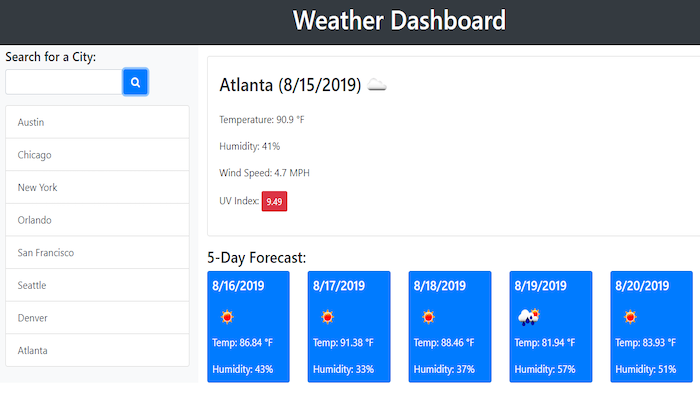 Weather Dashboard
Search for a City:
Austin
Chicago
New York
Orlando
San Francisco
Seattle
Denver
Atlanta
Atlanta (8/15/2019)
Temperature: 90.9 °F
Humidity: 41%
Wind Speed: 4.7 MPH
UV Index: 9.49
5-Day Forecast:
8/16/2019
Temp: 86.84 °F
Humidity: 43%
8/17/2019
Temp: 91.38 °F
Humidity: 33%
8/18/2019
Temp: 88.46 °F
Humidity: 37%
8/19/2019
Temp: 81.94 °F
Humidity: 57%
8/20/2019
Temp: 83.93 °F
Humidity: 51%